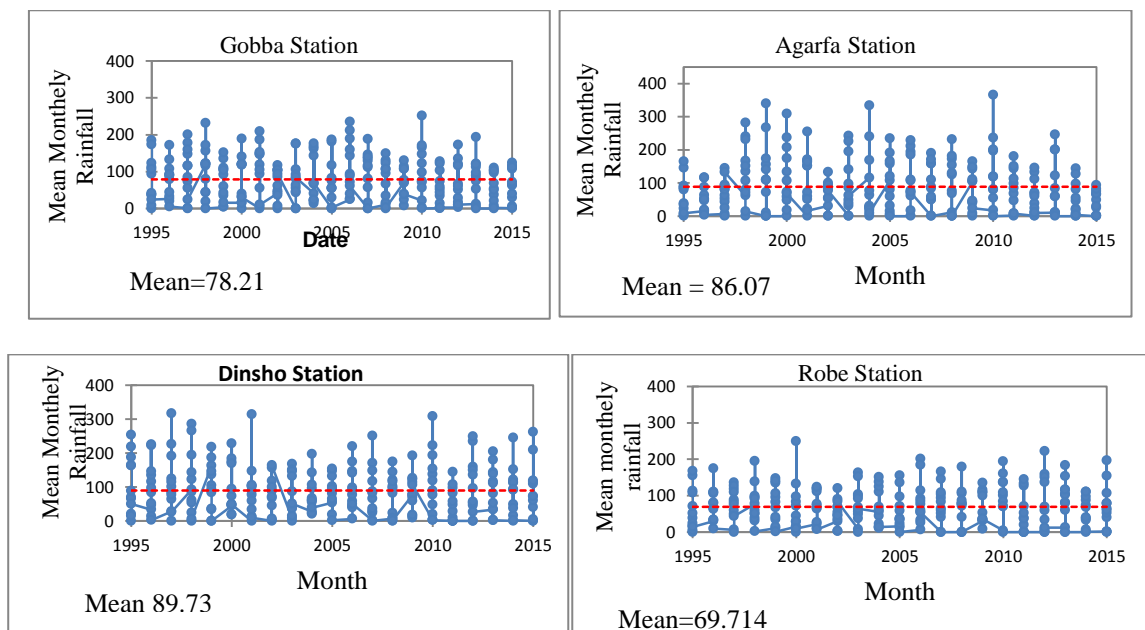 Gobba Station
Mean Monthely
Rainfall
400
300
200
100
0
1995
2000
2005
2010
2015
Date
Mean=78.21
Agarfa Station
Mean Monthely
Rainfall
400
300
200
100
0
1995
2000
2005
2010
2015
Month
Mean = 86.07
Dinsho Station
Mean Monthely
Rainfall
400
300
200
100
0
1995
2000
2005
2010
2015
Month
Mean 89.73
Robe Station
Mean monthely
rainfall
400
300
200
100
0
1995
2000
2005
2010
2015
Month
Mean=69.714